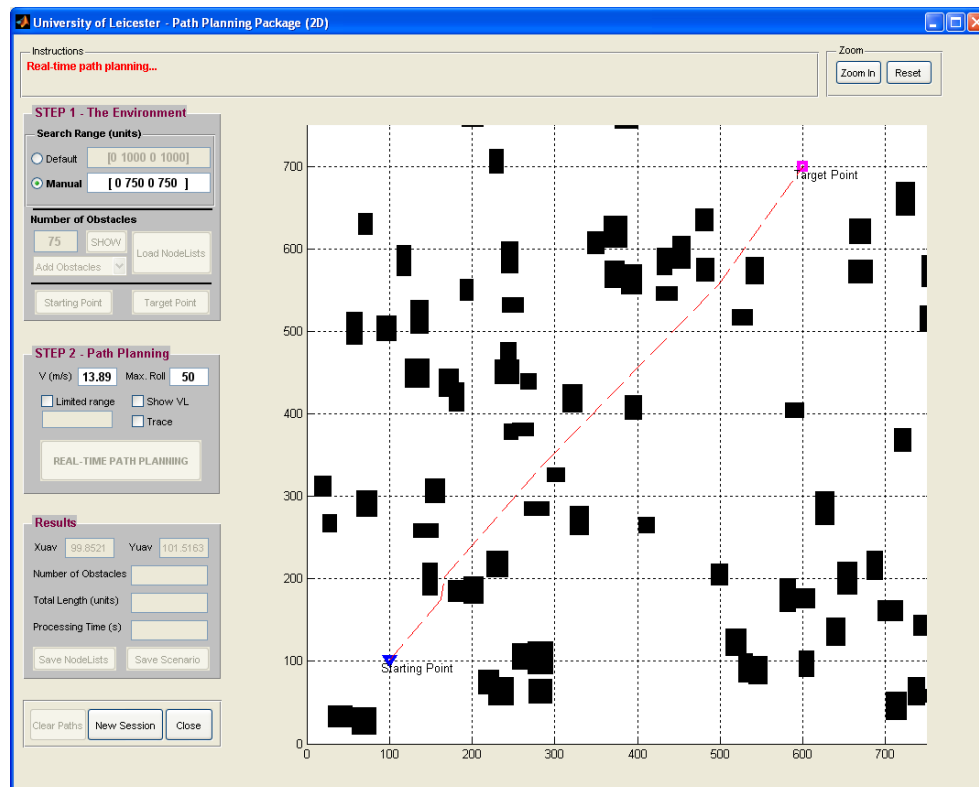 University of Leicester - Path Planning Package (2D)
Instructions
Real-time path planning...
Zoom
Zoom In Reset
STEP 1 - The Environment
Search Range (units)
Default [0 1000 0 1000]
Manual [ 0 750 0 750 ]
Number of Obstacles
75 SHOW Load NodeLists
Add Obstacles
Starting Point Target Point
STEP 2 - Path Planning
V (m/s) 13.89 Max. Roll 50
Limited range Show VL
Trace
REAL-TIME PATH PLANNING
Results
Xuav 99.8521 Yuav 101.5163
Number of Obstacles
Total Length (units)
Processing Time (s)
Save NodeLists Save Scenario
Clear Paths New Session Close
700
600
500
400
300
200
100
0
0 100 200 300 400 500 600 700
Target Point
Starting Point